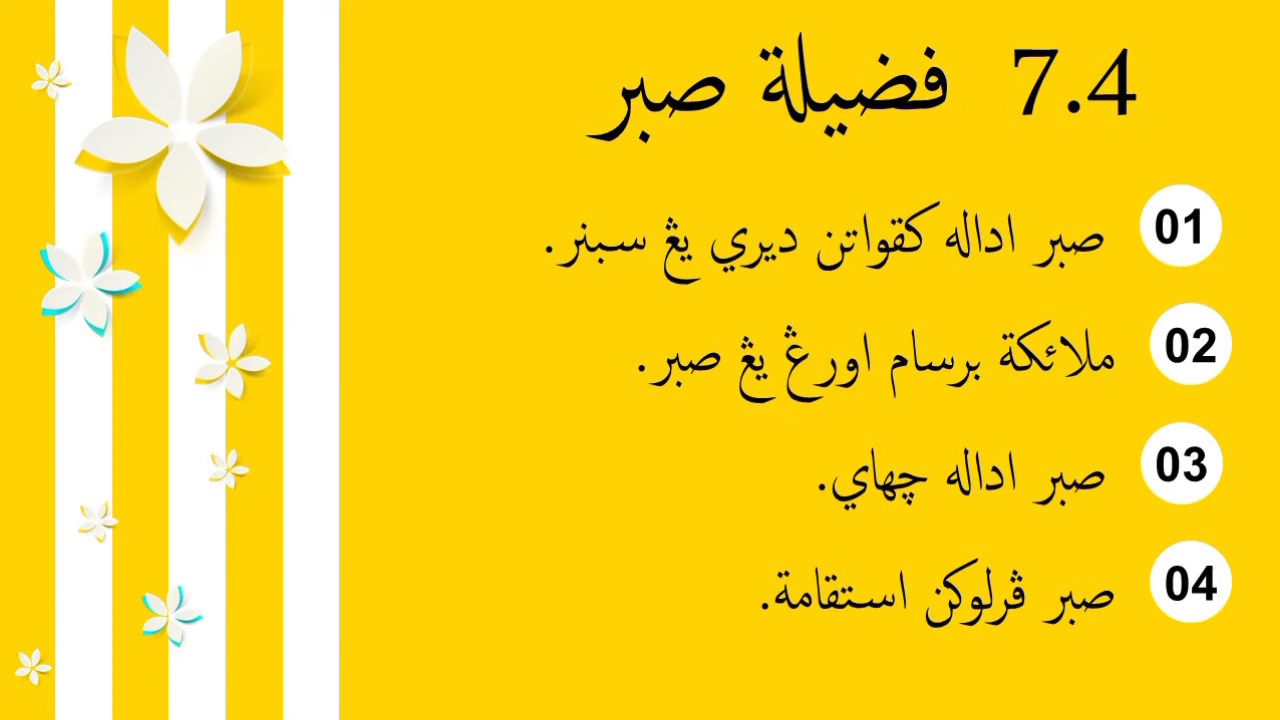 7.4 فضيلة صبر
01 صبر اداله كقواتن ديري يڠ سبنر.
02 ملائكة برسام اورڠ يڠ صبر.
03 صبر اداله چهاي.
04 صبر ڤرلوكن استقامة.